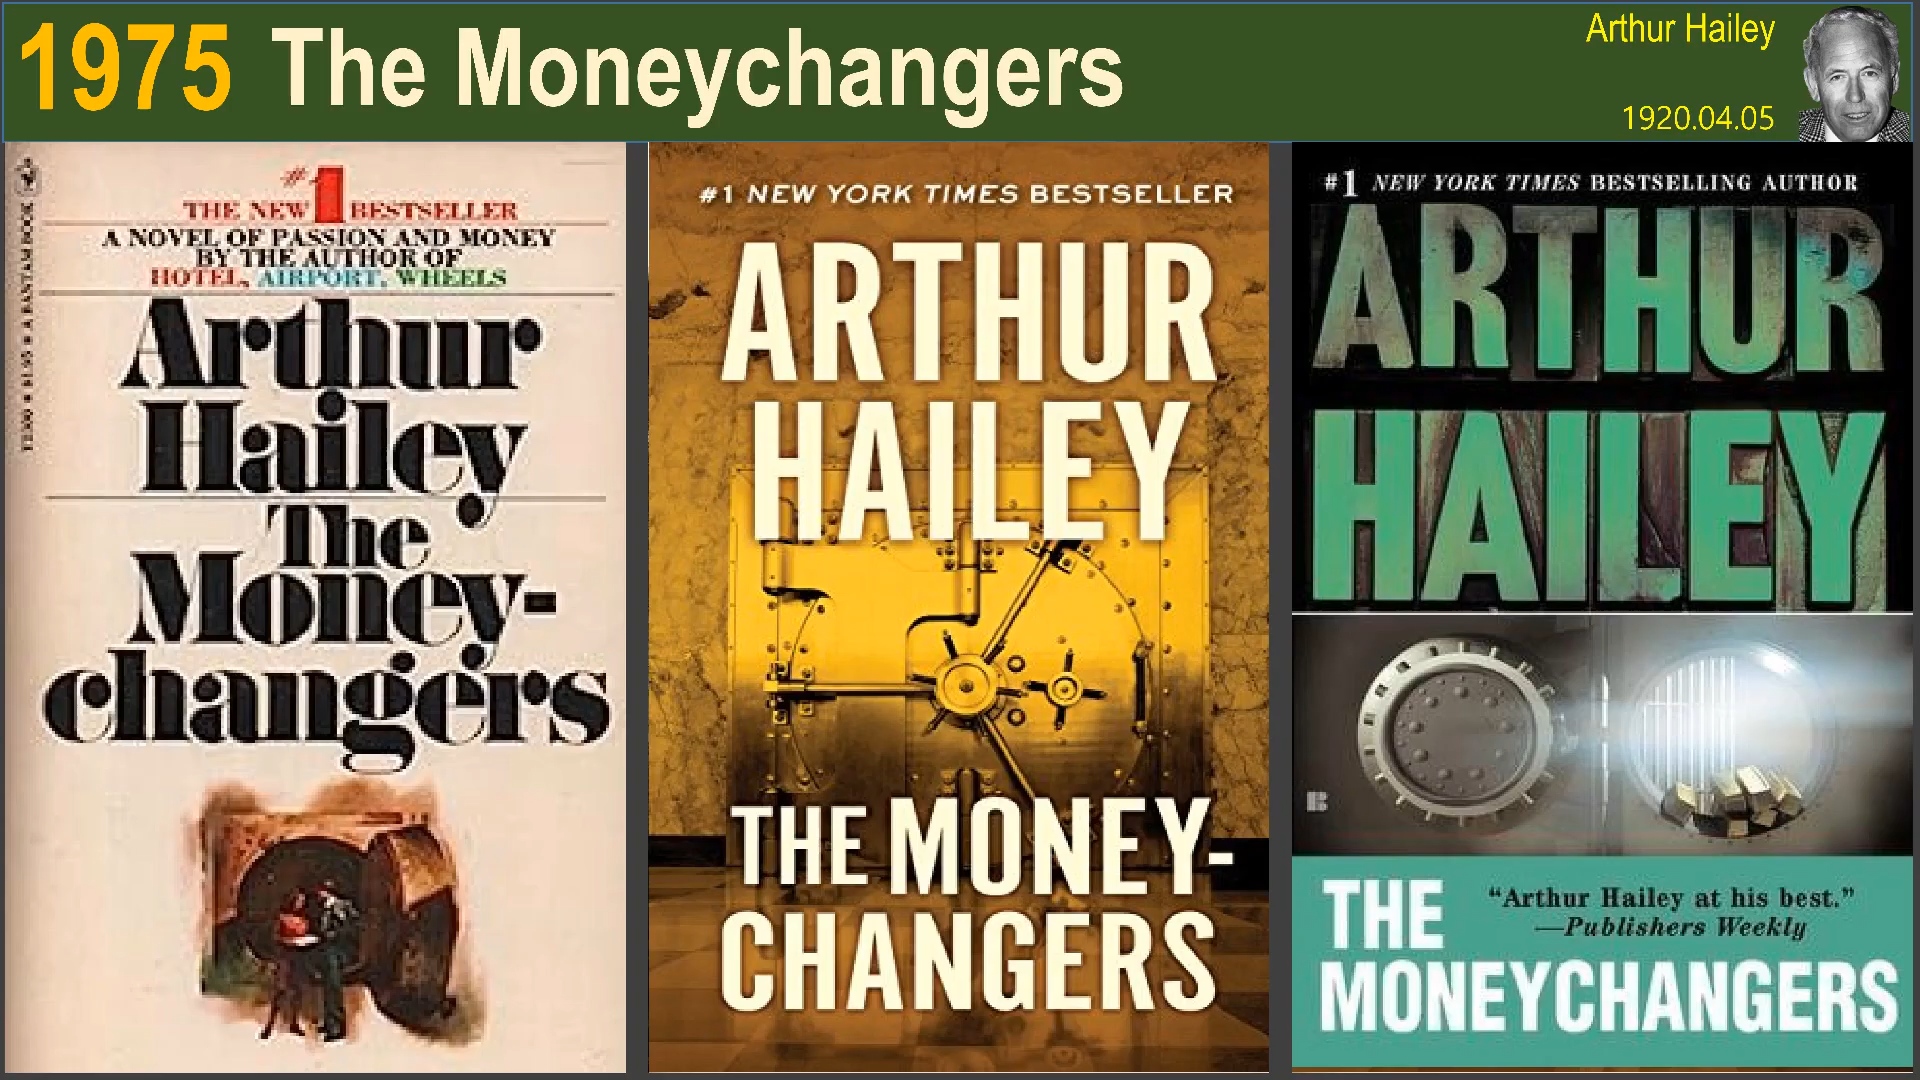 1975 The Moneychangers
Arthur Hailey
1920.04.05
#1
THE NEW BESTSELLER
A NOVEL OF PASSION AND MONEY
BY THE AUTHOR OF
HOTEL, AIRPORT, WHEELS
Arthur
Hailey
The
Money-
changers
#1 NEW YORK TIMES BESTSELLER
ARTHUR
HAILEY
THE MONEY-
CHANGERS
#1 NEW YORK TIMES BESTSELLING AUTHOR
ARTHUR
HAILEY
B
THE
MONEYCHANGERS
“Arthur Hailey at his best.”
—Publishers Weekly